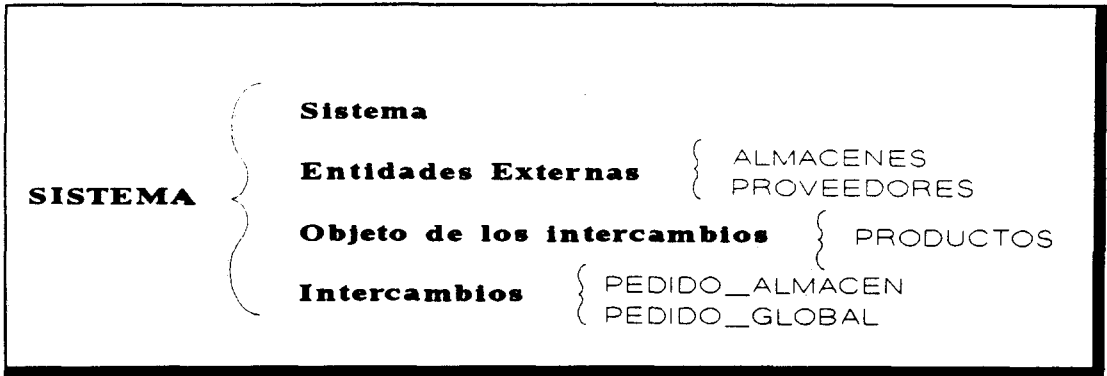 SISTEMA
Sistema
Entidades Externas
ALMACENES
PROVEEDORES
Objeto de los intercambios
PRODUCTOS
Intercambios
PEDIDO_ALMACEN
PEDIDO_GLOBAL